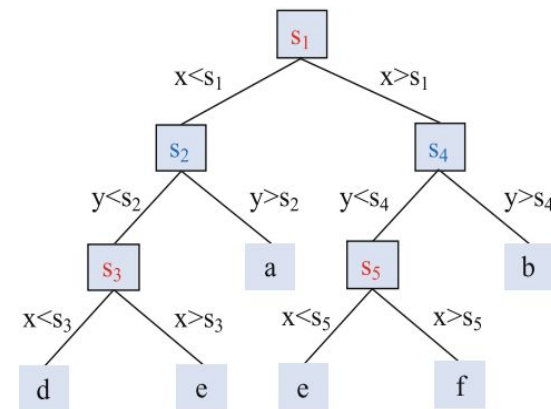 s₁
x<s₁ x>s₁
s₂ s₄
y<s₂ y>s₂ y<s₄ y>s₄
s₃ a s₅ b
x<s₃ x>s₃ x<s₅ x>s₅
d e e f